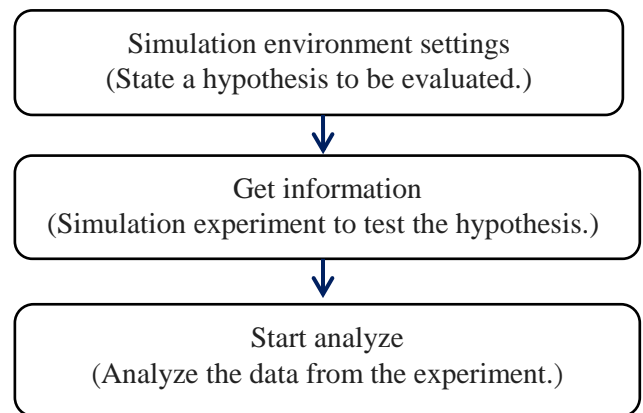 Simulation environment settings
(State a hypothesis to be evaluated.)
Get information
(Simulation experiment to test the hypothesis.)
Start analyze
(Analyze the data from the experiment.)